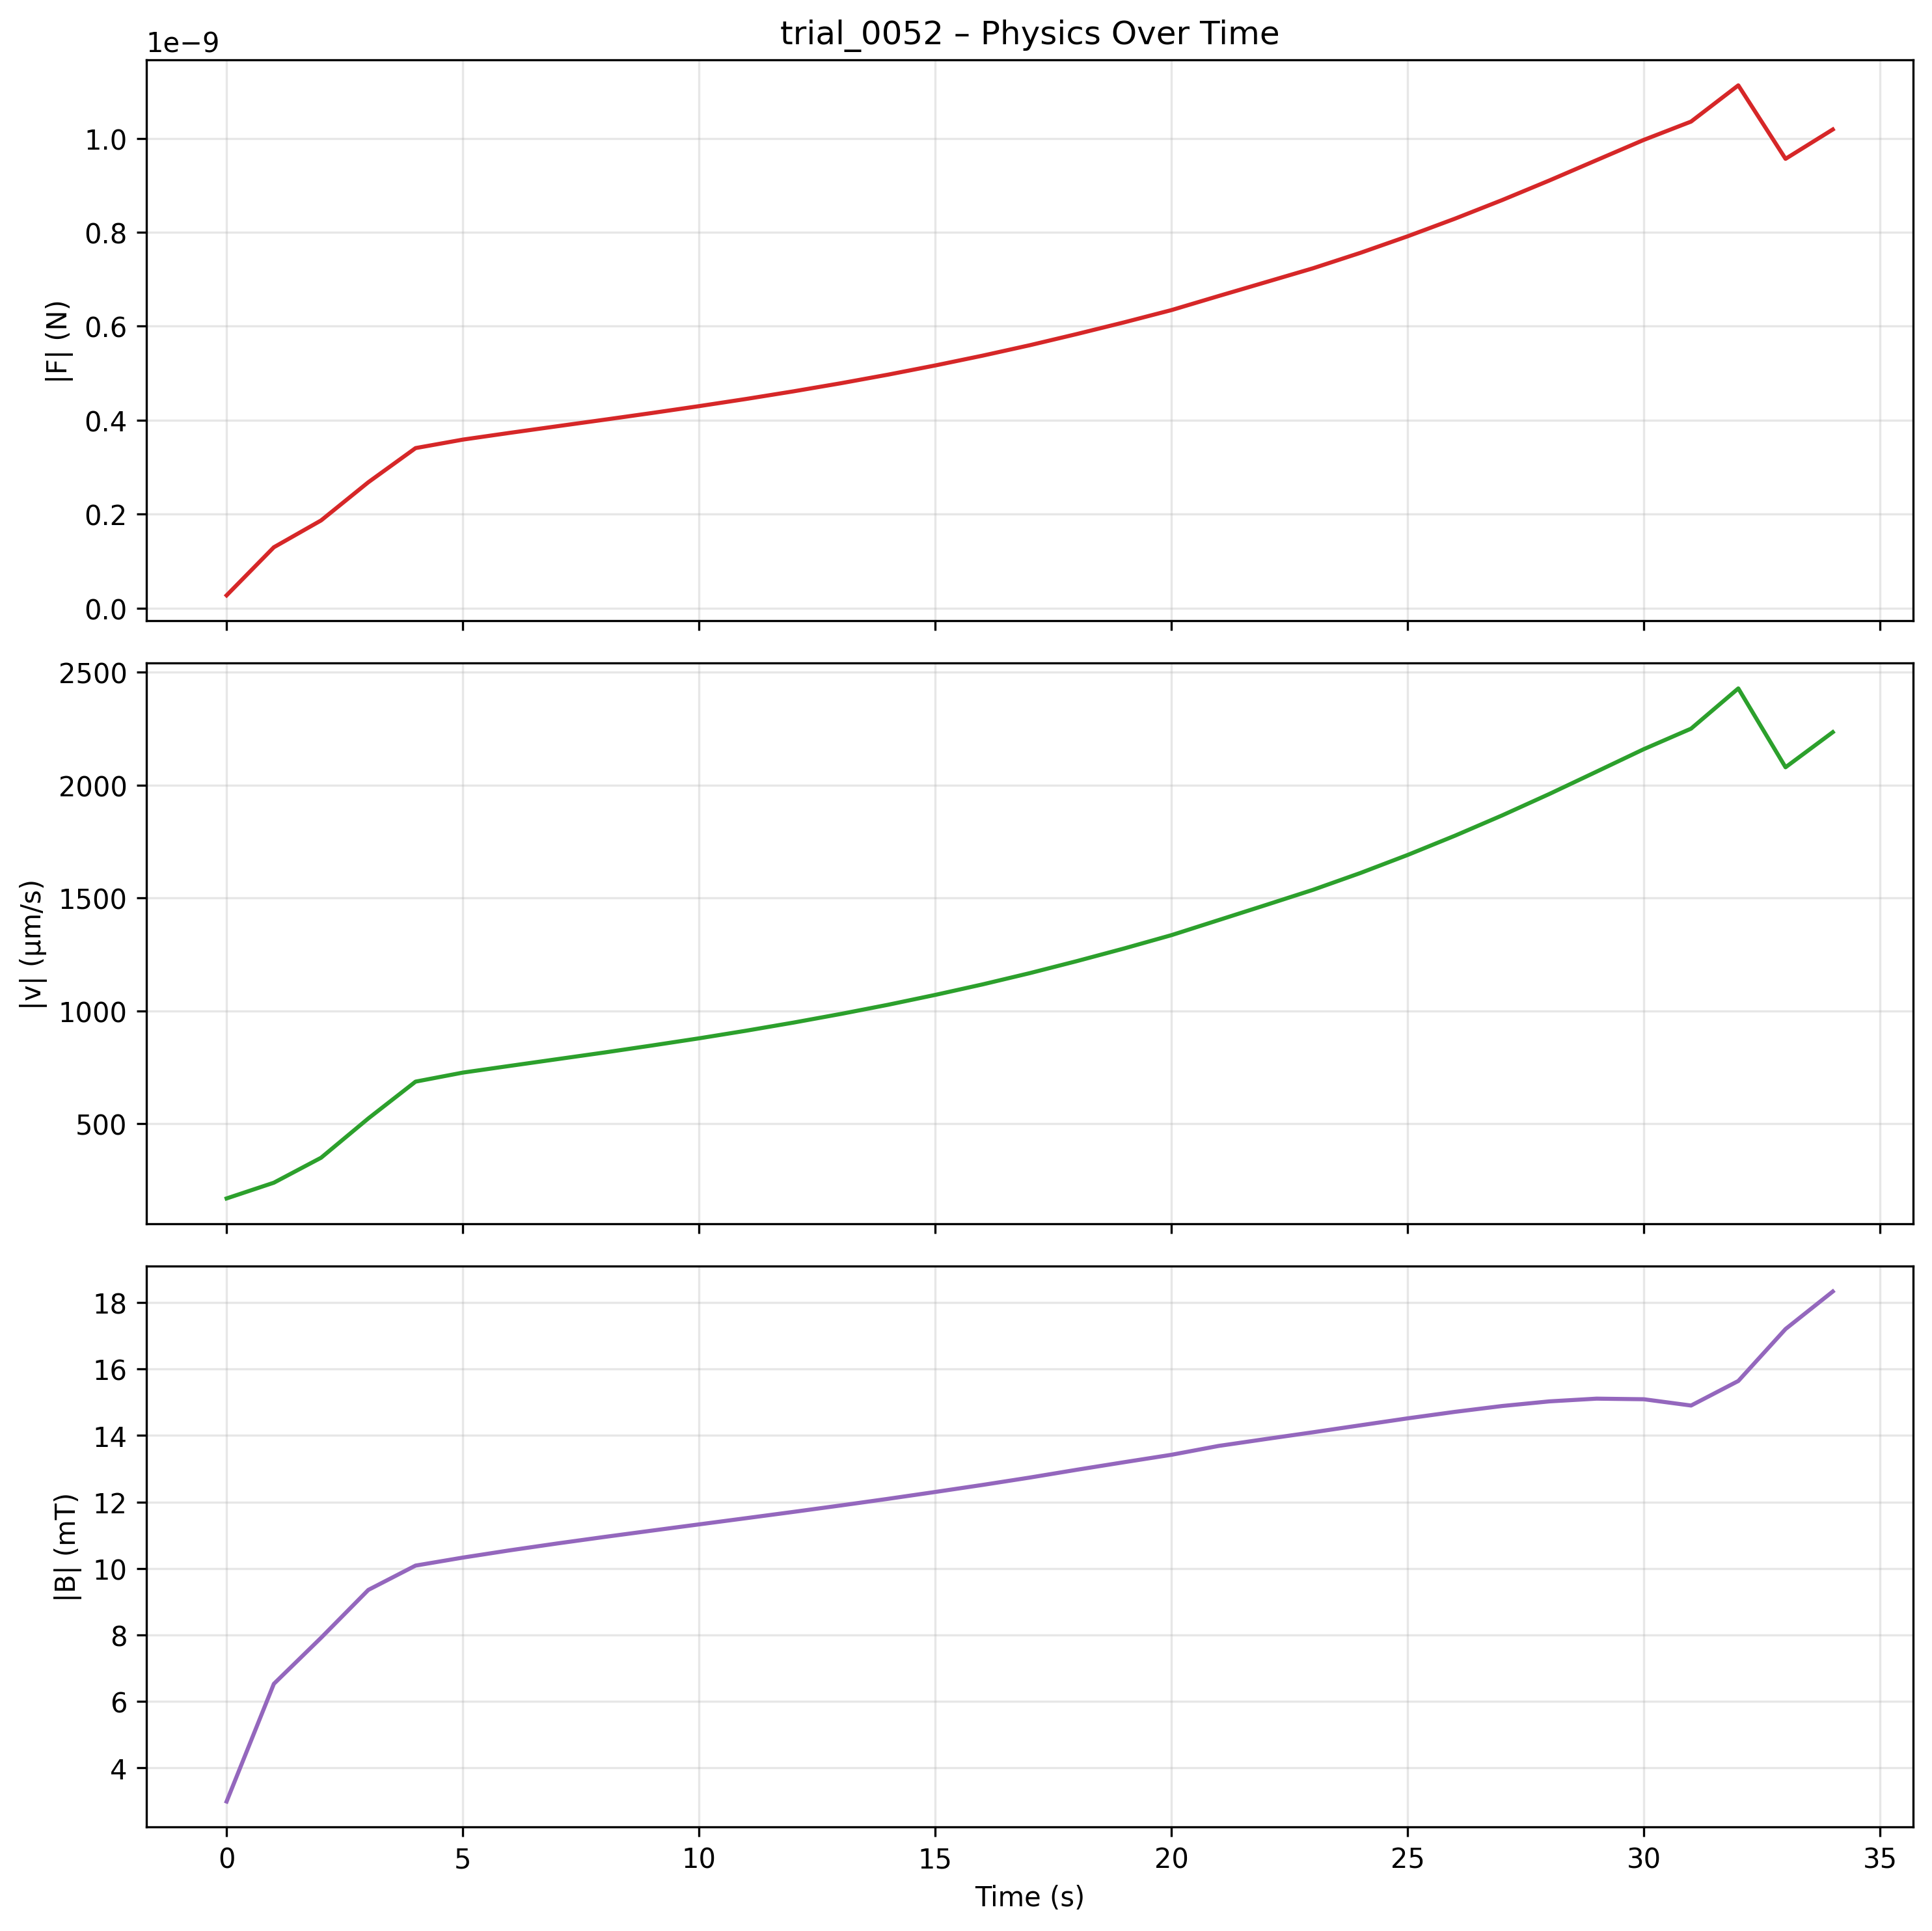 trial_0052 – Physics Over Time
1e−9
1.0
0.8
0.6
0.4
0.2
0.0
|F| (N)
2500
2000
1500
1000
500
|v| (μm/s)
18
16
14
12
10
8
6
4
|B| (mT)
0 5 10 15 20 25 30 35
Time (s)